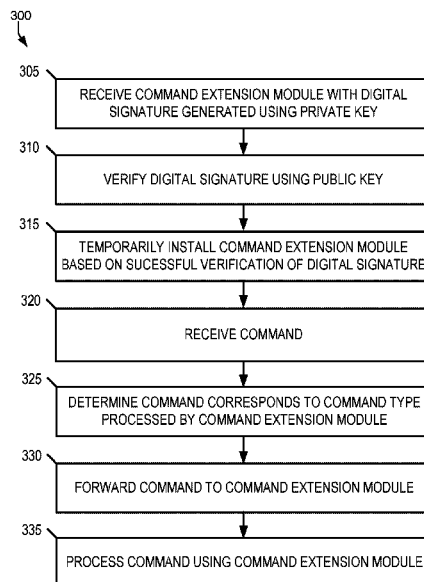 300
305
RECEIVE COMMAND EXTENSION MODULE WITH DIGITAL
SIGNATURE GENERATED USING PRIVATE KEY
310
VERIFY DIGITAL SIGNATURE USING PUBLIC KEY
315
TEMPORARILY INSTALL COMMAND EXTENSION MODULE
BASED ON SUCESSFUL VERIFICATION OF DIGITAL SIGNATURE
320
RECEIVE COMMAND
325
DETERMINE COMMAND CORRESPONDS TO COMMAND TYPE
PROCESSED BY COMMAND EXTENSION MODULE
330
FORWARD COMMAND TO COMMAND EXTENSION MODULE
335
PROCESS COMMAND USING COMMAND EXTENSION MODULE